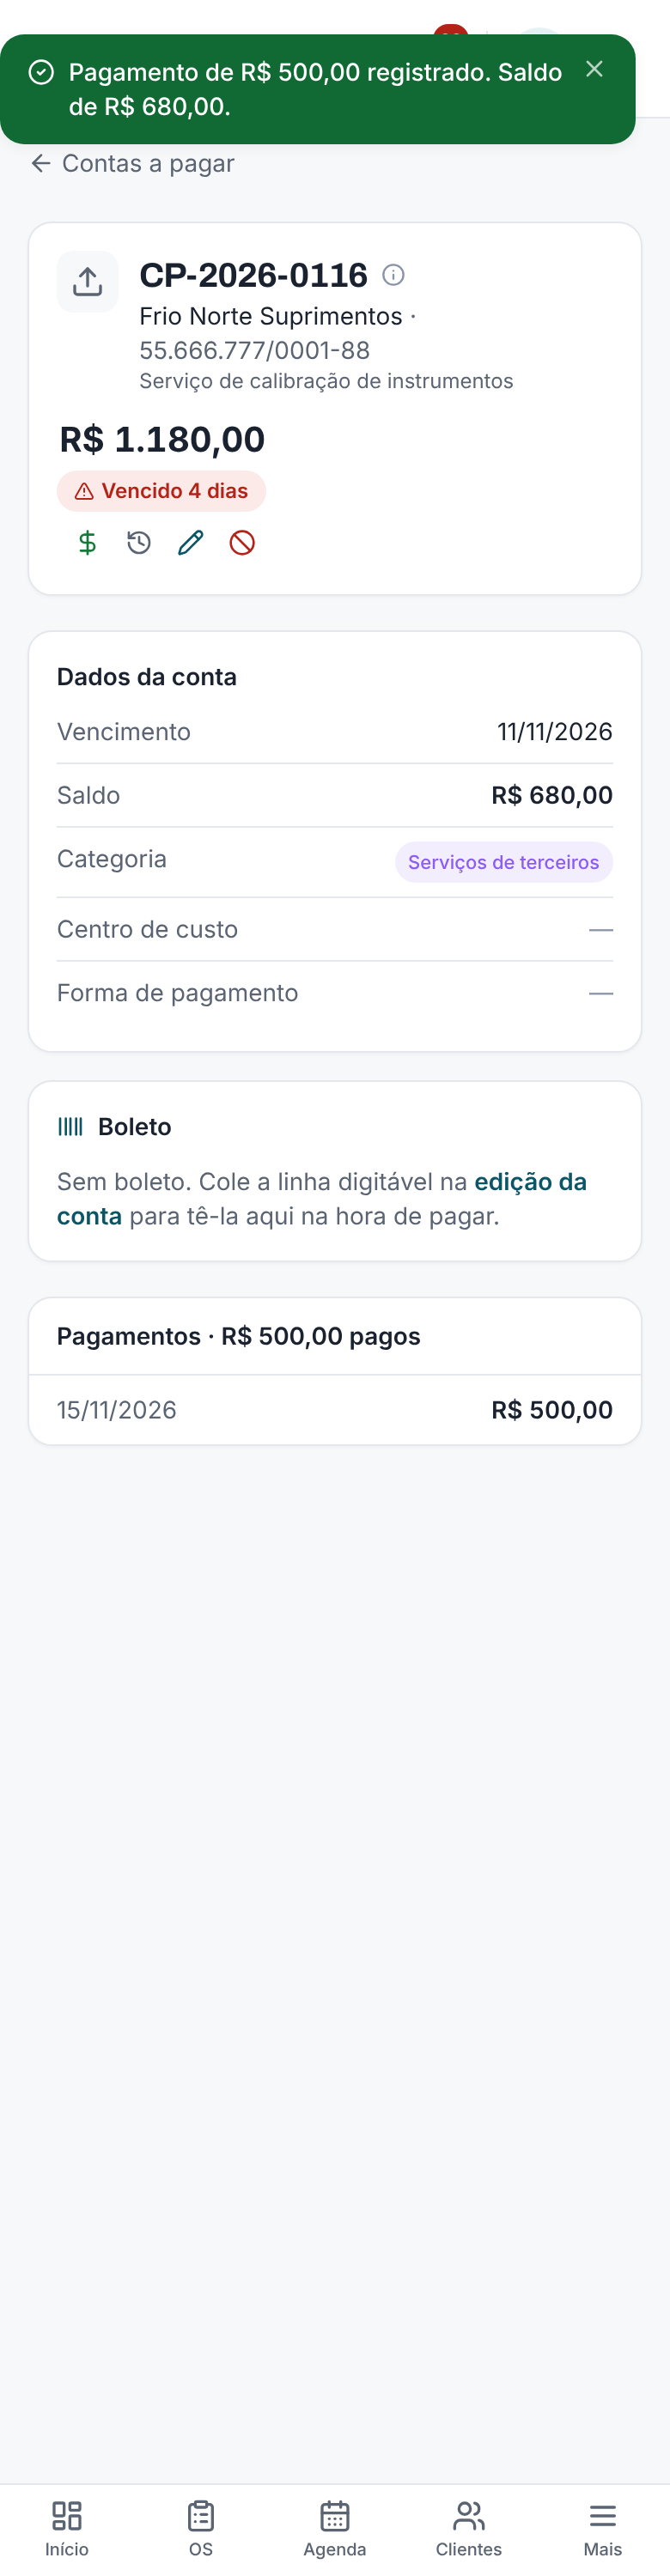 Pagamento de R$ 500,00 registrado. Saldo
de R$ 680,00.
Contas a pagar
CP-2026-0116
Frio Norte Suprimentos ·
55.666.777/0001-88
Serviço de calibração de instrumentos
R$ 1.180,00
Vencido 4 dias
Dados da conta
Vencimento 11/11/2026
Saldo R$ 680,00
Categoria Serviços de terceiros
Centro de custo —
Forma de pagamento —
Boleto
Sem boleto. Cole a linha digitável na edição da
conta para tê-la aqui na hora de pagar.
Pagamentos · R$ 500,00 pagos
15/11/2026 R$ 500,00
Início OS Agenda Clientes Mais